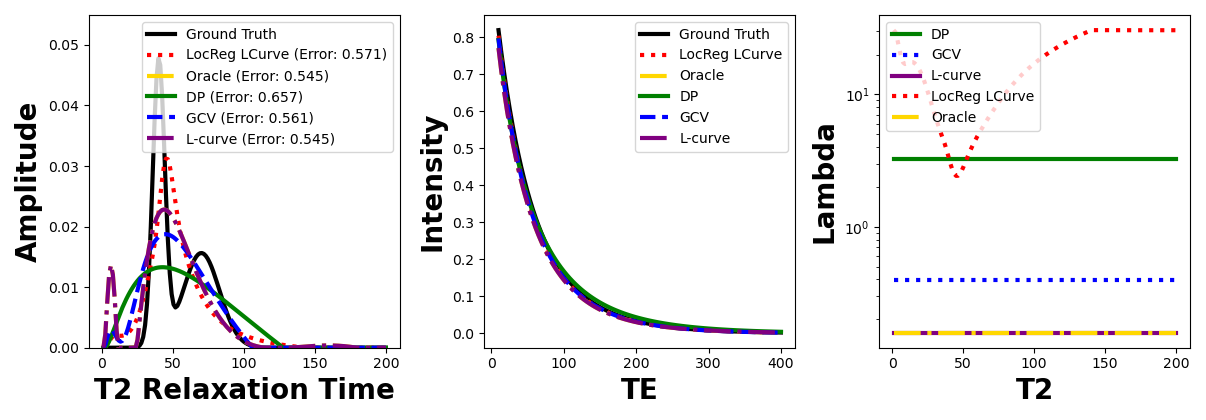 Amplitude
0.05
0.04
0.03
0.02
0.01
0.00
0
50
100
150
200
T2 Relaxation Time
Ground Truth
LocReg LCurve (Error: 0.571)
Oracle (Error: 0.545)
DP (Error: 0.657)
GCV (Error: 0.561)
L-curve (Error: 0.545)
Intensity
0.8
0.7
0.6
0.5
0.4
0.3
0.2
0.1
0.0
0
100
200
300
400
TE
Ground Truth
LocReg LCurve
Oracle
DP
GCV
L-curve
Lambda
10¹
10⁰
0
50
100
150
200
T2
DP
GCV
L-curve
LocReg LCurve
Oracle